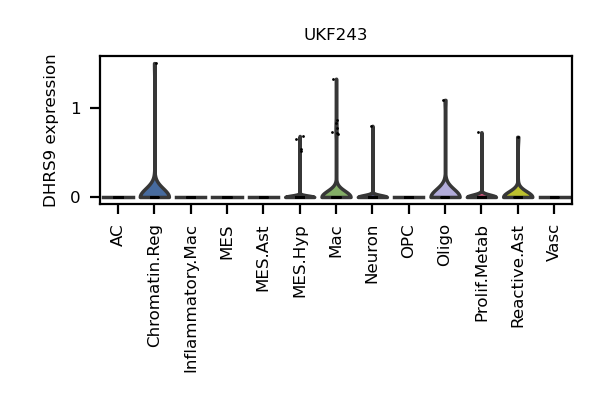 UKF243
DHRS9 expression
1
0
AC
Chromatin.Reg
Inflammatory.Mac
MES
MES.Ast
MES.Hyp
Mac
Neuron
OPC
Oligo
Prolif.Metab
Reactive.Ast
Vasc